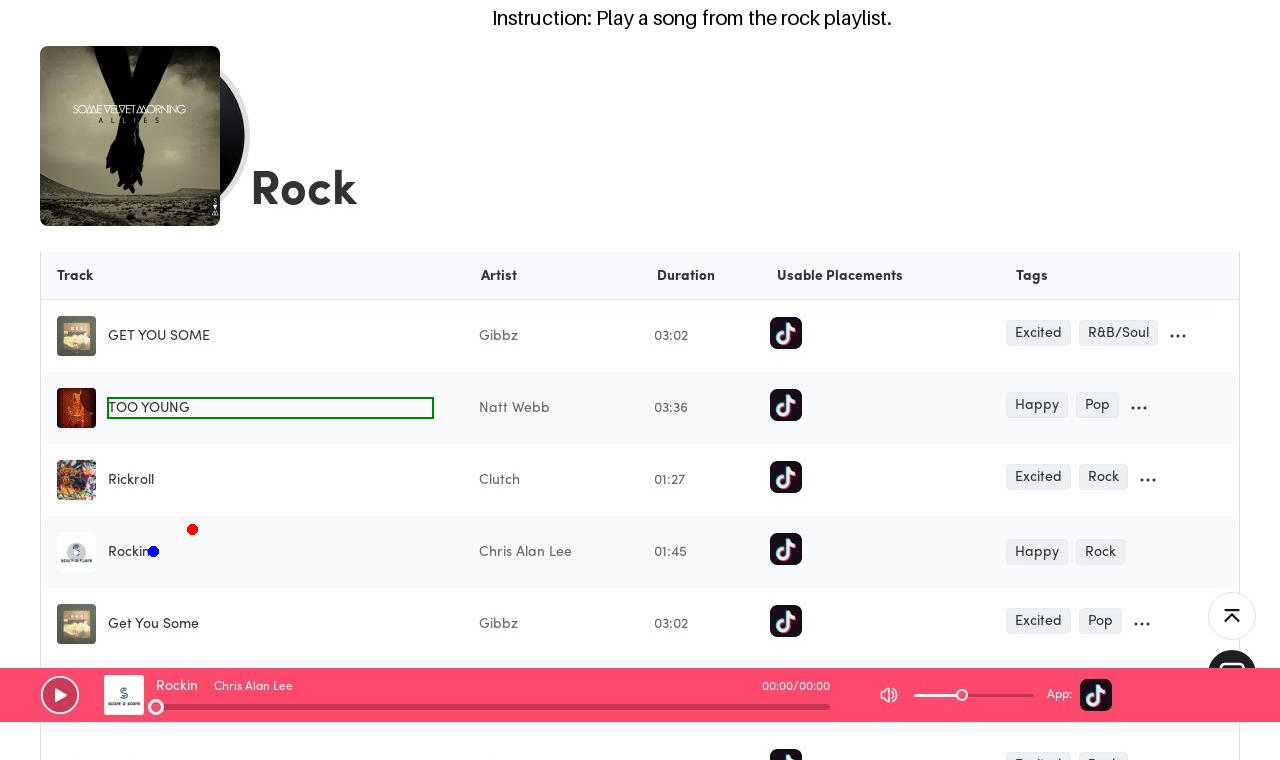 Instruction: Play a song from the rock playlist.
SOME VELVET MORNING
ALLIES
Rock
Track Artist Duration Usable Placements Tags
GET YOU SOME Gibbz 03:02 Excited R&B/Soul ...
TOO YOUNG Natt Webb 03:36 Happy Pop ...
Rickroll Clutch 01:27 Excited Rock ...
Rockin Chris Alan Lee 01:45 Happy Rock
Get You Some Gibbz 03:02 Excited Pop ...
Rockin Chris Alan Lee 00:00/00:00 App: